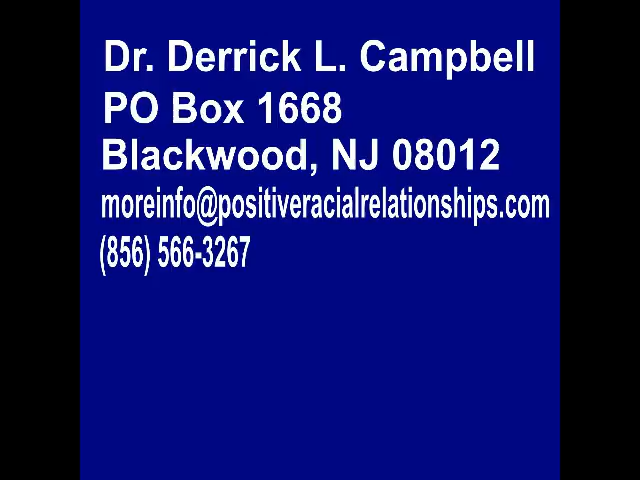 Dr. Derrick L. Campbell
PO Box 1668
Blackwood, NJ 08012
moreinfo@positiveracialrelationships.com
(856) 566-3267